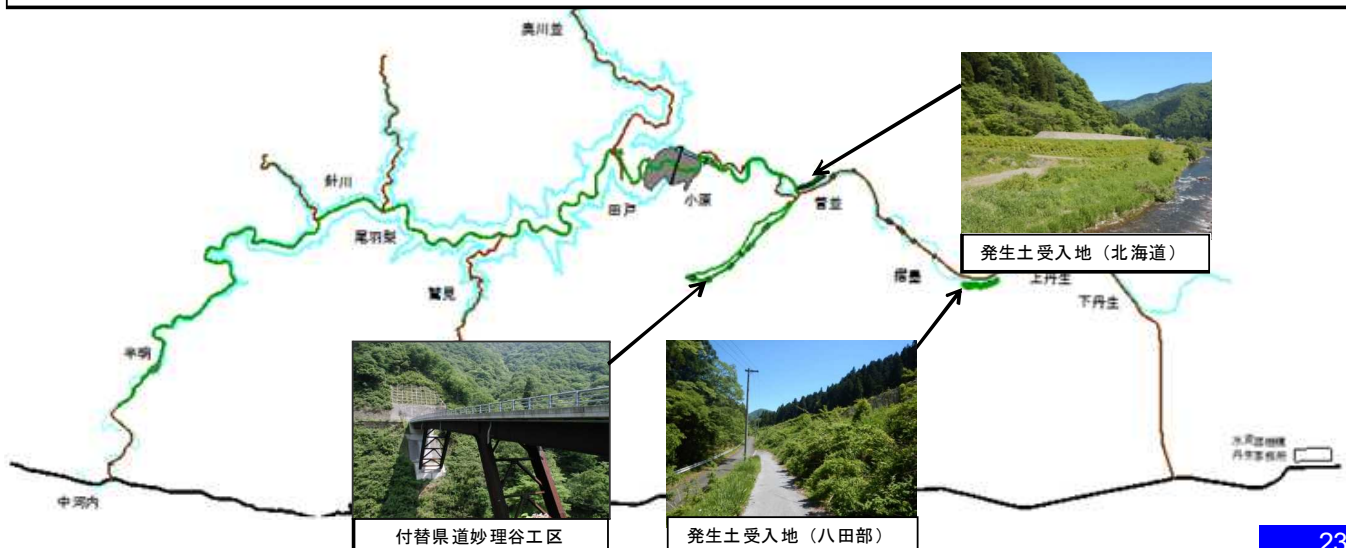 奥川並
針川
尾羽梨
鷲見
田戸
小原
菅並
摺墨
上丹生
下丹生
半明
中河内
発生土受入地（北海道）
付替県道妙理谷工区
発生土受入地（八田部）
23